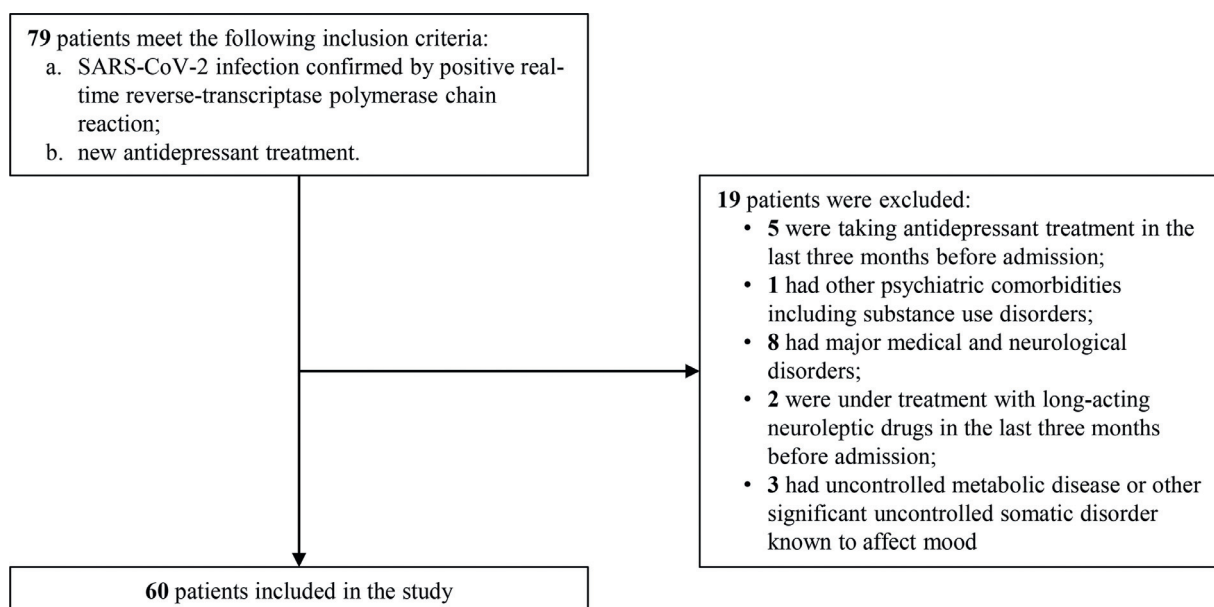 79 patients meet the following inclusion criteria:
a. SARS-CoV-2 infection confirmed by positive real-
time reverse-transcriptase polymerase chain
reaction;
b. new antidepressant treatment.
19 patients were excluded:
• 5 were taking antidepressant treatment in the
last three months before admission;
• 1 had other psychiatric comorbidities
including substance use disorders;
• 8 had major medical and neurological
disorders;
• 2 were under treatment with long-acting
neuroleptic drugs in the last three months
before admission;
• 3 had uncontrolled metabolic disease or other
significant uncontrolled somatic disorder
known to affect mood
60 patients included in the study